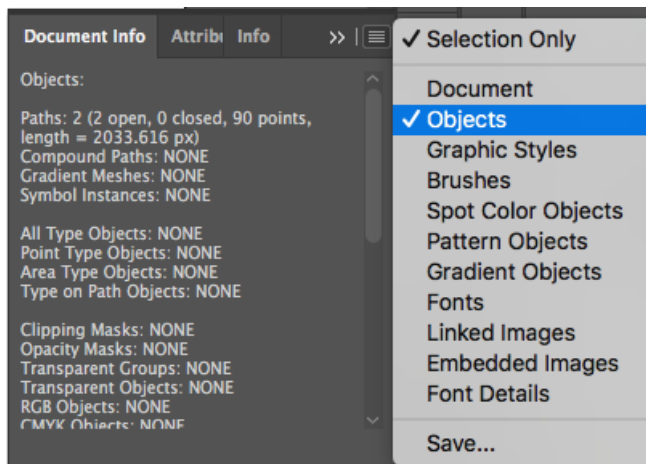 Document Info Attrib Info
Objects:
Paths: 2 (2 open, 0 closed, 90 points,
length = 2033.616 px)
Compound Paths: NONE
Gradient Meshes: NONE
Symbol Instances: NONE
All Type Objects: NONE
Point Type Objects: NONE
Area Type Objects: NONE
Type on Path Objects: NONE
Clipping Masks: NONE
Opacity Masks: NONE
Transparent Groups: NONE
Transparent Objects: NONE
RGB Objects: NONE
CMYK Objects: NONE
Selection Only
Document
Objects
Graphic Styles
Brushes
Spot Color Objects
Pattern Objects
Gradient Objects
Fonts
Linked Images
Embedded Images
Font Details
Save...